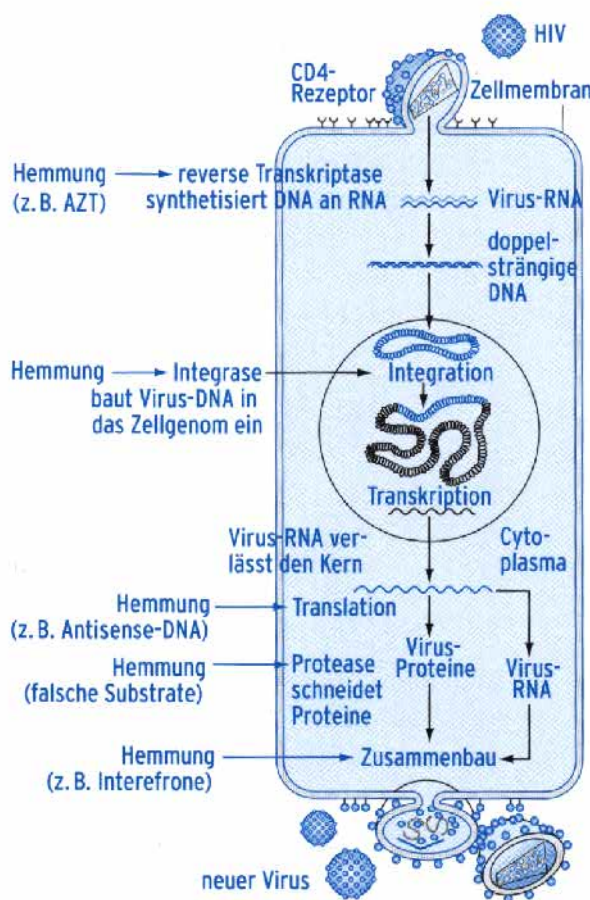 HIV
CD4-
Rezeptor
Zellmembran
Hemmung
(z. B. AZT)
reverse Transkriptase
synthetisiert DNA an RNA
Virus-RNA
doppel-
strängige
DNA
Hemmung
Integrase
baut Virus-DNA in
das Zellgenom ein
Integration
Transkription
Virus-RNA ver-
lässt den Kern
Cyto-
plasma
Hemmung
(z. B. Antisense-DNA)
Translation
Virus-
Proteine
Virus-
RNA
Hemmung
(falsche Substrate)
Protease
schneidet
Proteine
Hemmung
(z. B. Interefrone)
Zusammenbau
neuer Virus